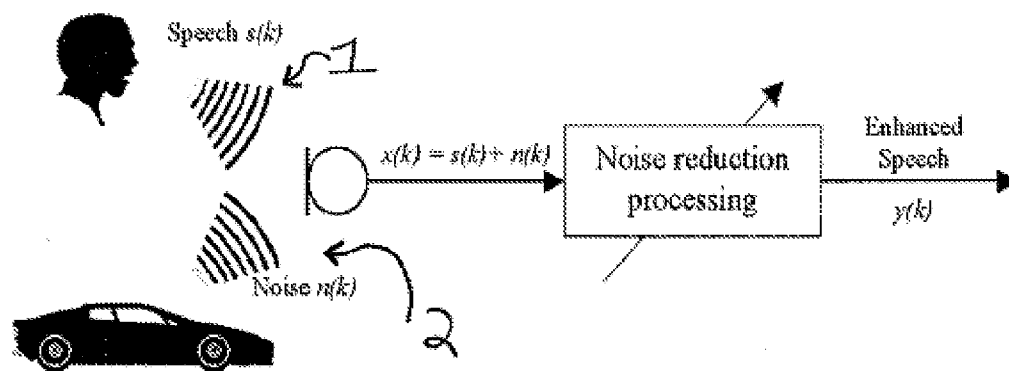 Speech s(k)
1
x(k) = s(k)+ n(k)
Noise reduction
processing
Enhanced
Speech
y(k)
Noise n(k)
2